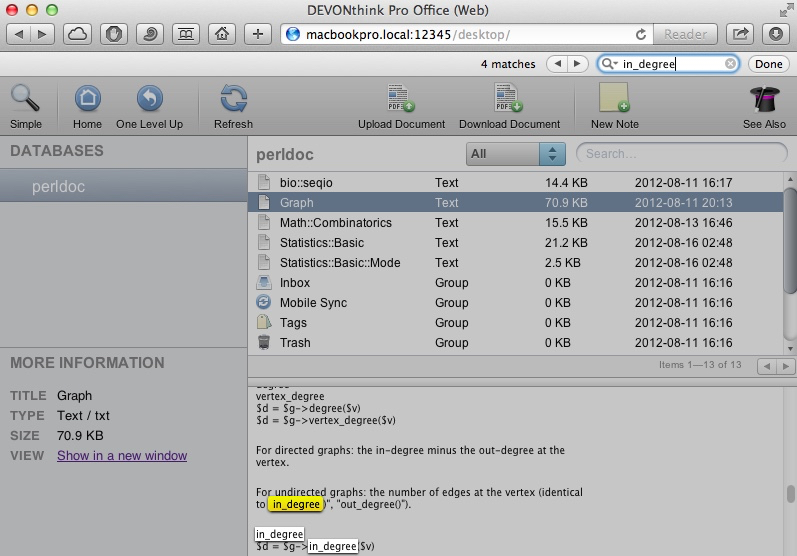 DEVONthink Pro Office (Web)
macbookpro.local:12345/desktop/
Reader
4 matches
in_degree
Done
Simple
Home
One Level Up
Refresh
Upload Document
Download Document
New Note
See Also
DATABASES
perldoc
perldoc
All
Search...
bio::seqio Text 14.4 KB 2012-08-11 16:17
Graph Text 70.9 KB 2012-08-11 20:13
Math::Combinatorics Text 15.5 KB 2012-08-13 16:46
Statistics::Basic Text 21.2 KB 2012-08-16 02:48
Statistics::Basic::Mode Text 2.5 KB 2012-08-16 02:48
Inbox Group 0 KB 2012-08-11 16:16
Mobile Sync Group 0 KB 2012-08-11 16:16
Tags Group 0 KB 2012-08-11 16:16
Trash Group 0 KB 2012-08-11 16:16
Items 1—13 of 13
MORE INFORMATION
TITLE Graph
TYPE Text / txt
SIZE 70.9 KB
VIEW Show in a new window
degree
vertex_degree
$d = $g->degree($v)
$d = $g->vertex_degree($v)
For directed graphs: the in-degree minus the out-degree at the
vertex.
For undirected graphs: the number of edges at the vertex (identical
to in_degree)", "out_degree()").
in_degree
$d = $g->in_degree($v)